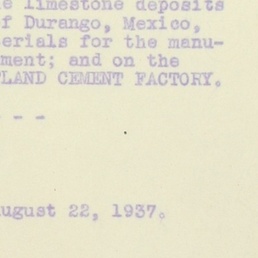 e limestone deposits
f Durango, Mexico,
erials for the manu-
ment; and on the
LAND CEMENT FACTORY.
- - -
ugust 22, 1937.